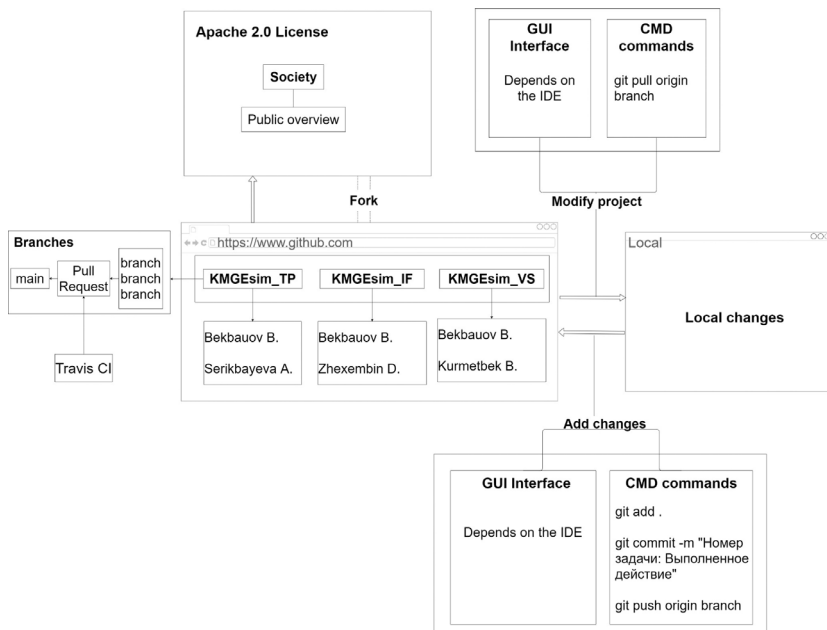 Apache 2.0 License
Society
Public overview
GUI
Interface
Depends on
the IDE
CMD
commands
git pull origin
branch
Fork
Modify project
Branches
main
Pull
Request
branch
branch
branch
Travis CI
https://www.github.com
KMGEsim_TP
KMGEsim_IF
KMGEsim_VS
Bekbauov B.
Serikbayeva A.
Bekbauov B.
Zhexembin D.
Bekbauov B.
Kurmetbek B.
Local
Local changes
Add changes
GUI Interface
Depends on the IDE
CMD commands
git add .
git commit -m "Номер
задачи: Выполненное
действие"
git push origin branch